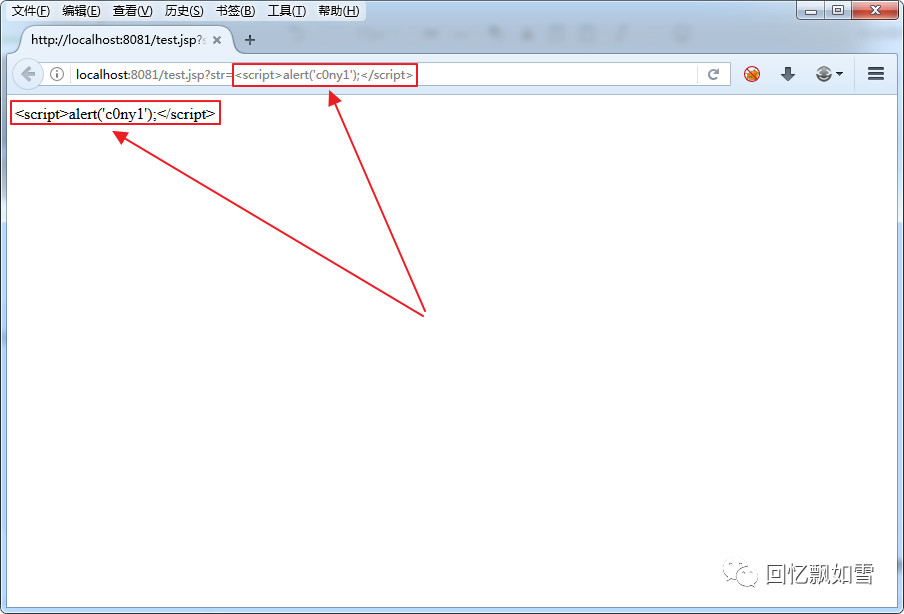 文件(F) 编辑(E) 查看(V) 历史(S) 书签(B) 工具(T) 帮助(H)
http://localhost:8081/test.jsp?s
localhost:8081/test.jsp?str=<script>alert('c0ny1');</script>
<script>alert('c0ny1');</script>
回忆飘如雪